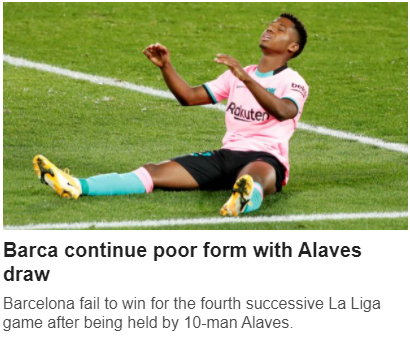 beko
Rakuten
Barca continue poor form with Alaves
draw
Barcelona fail to win for the fourth successive La Liga
game after being held by 10-man Alaves.